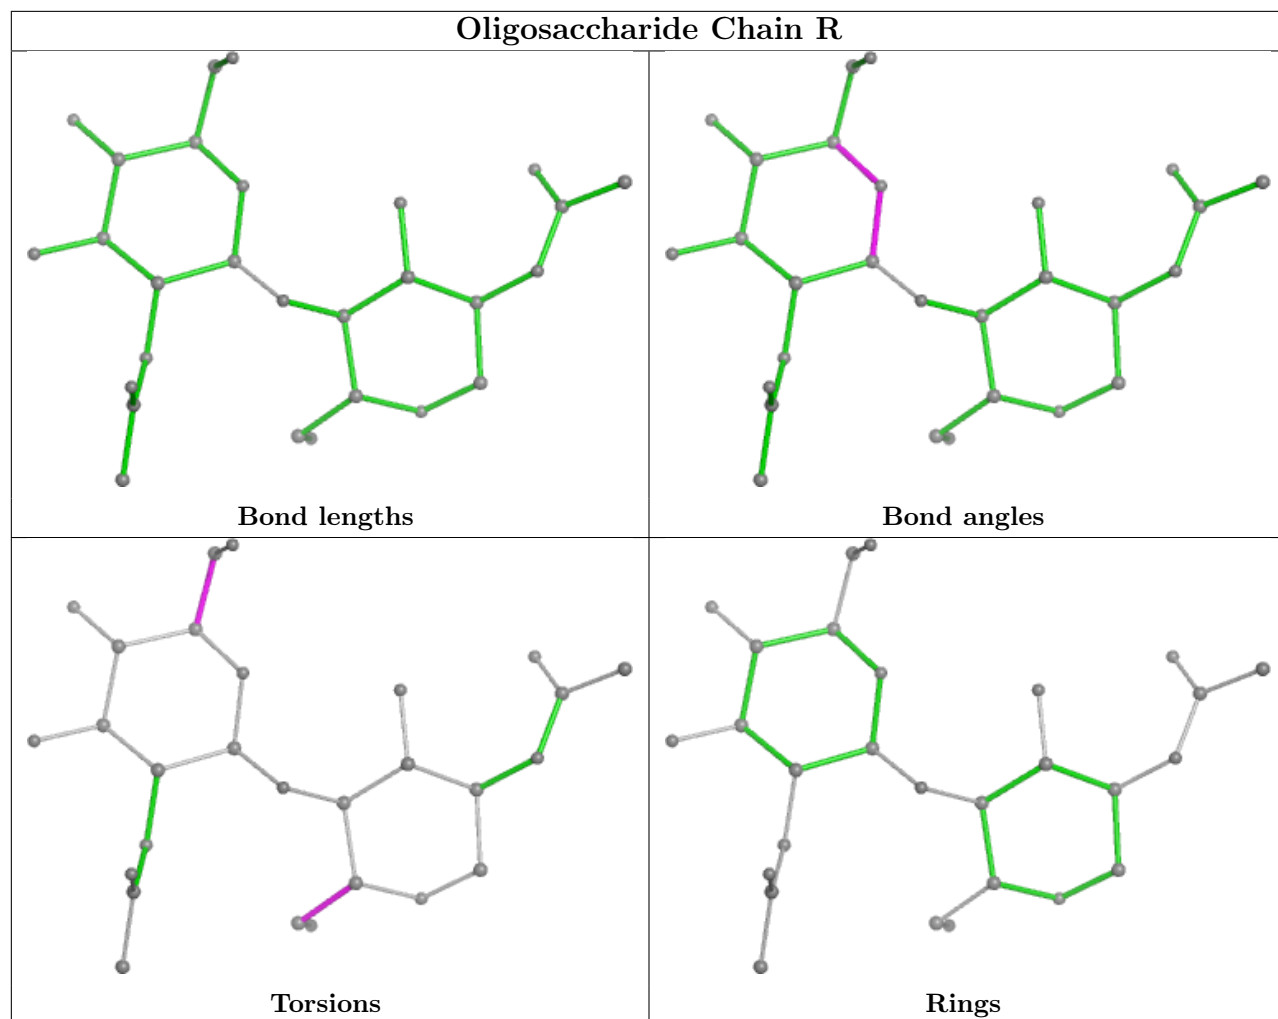 Oligosaccharide Chain R
Bond lengths
Bond angles
Torsions
Rings